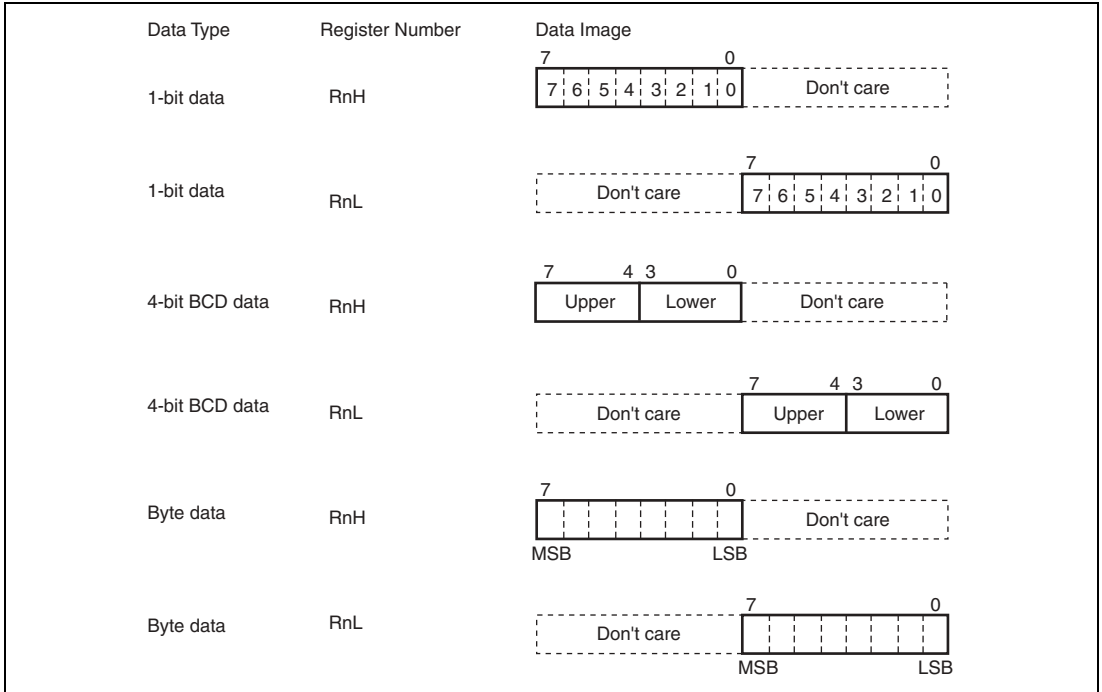 Data Type Register Number Data Image
7 0
1-bit data RnH 7 6 5 4 3 2 1 0 Don't care
7 0
1-bit data RnL Don't care 7 6 5 4 3 2 1 0
7 4 3 0
4-bit BCD data RnH Upper Lower Don't care
7 4 3 0
4-bit BCD data RnL Don't care Upper Lower
7 0
Byte data RnH Don't care
MSB LSB
7 0
Byte data RnL Don't care
MSB LSB